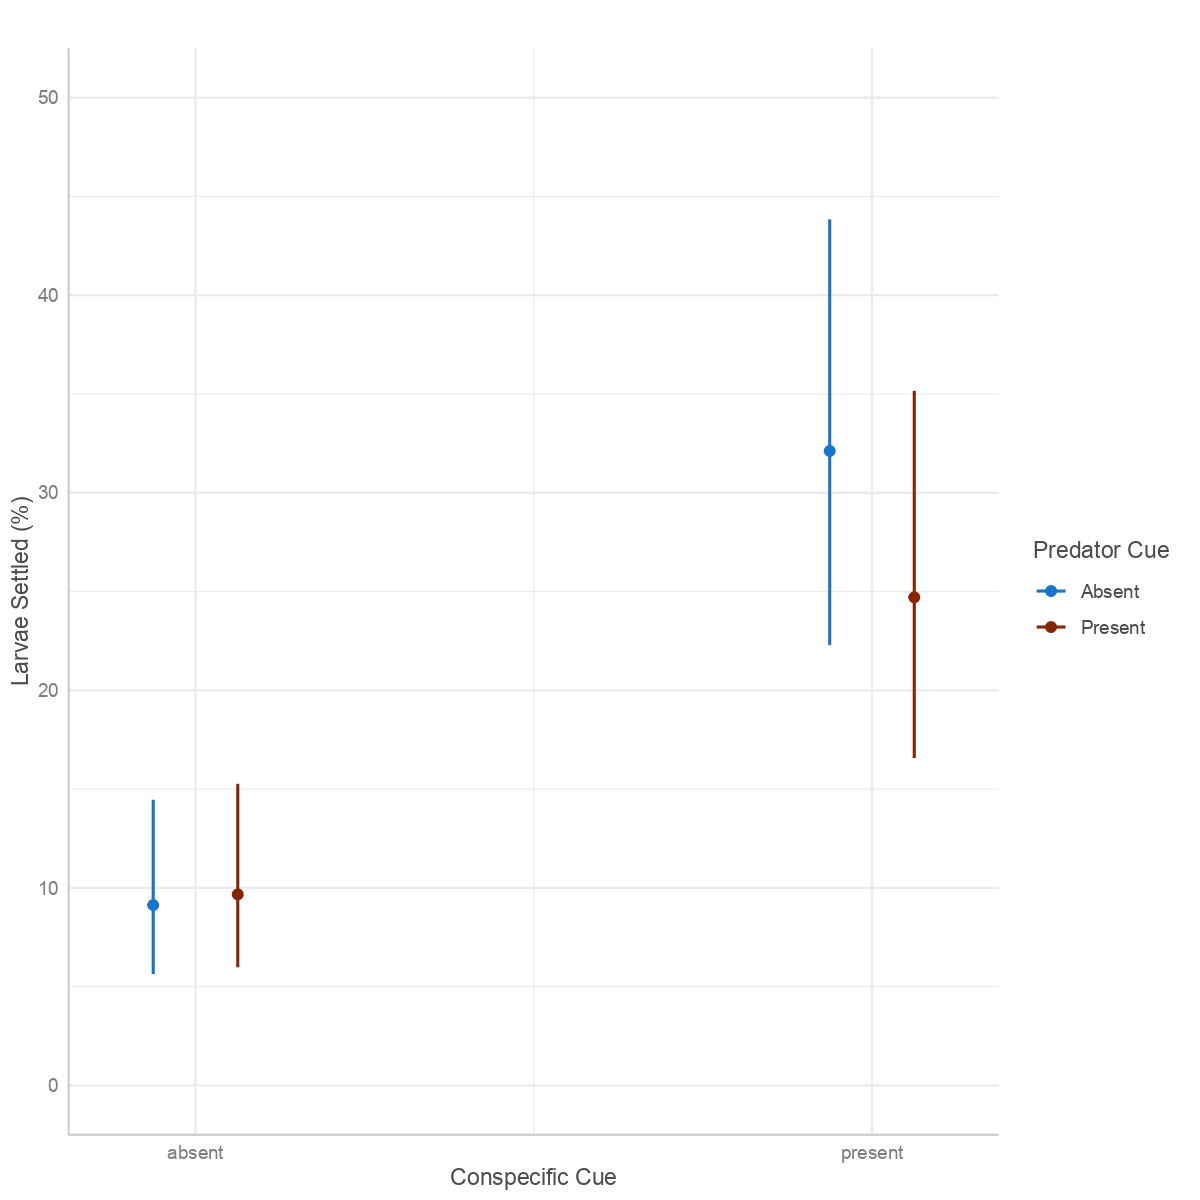 50
40
30
20
10
0
Larvae Settled (%)
absent
present
Conspecific Cue
Predator Cue
Absent
Present